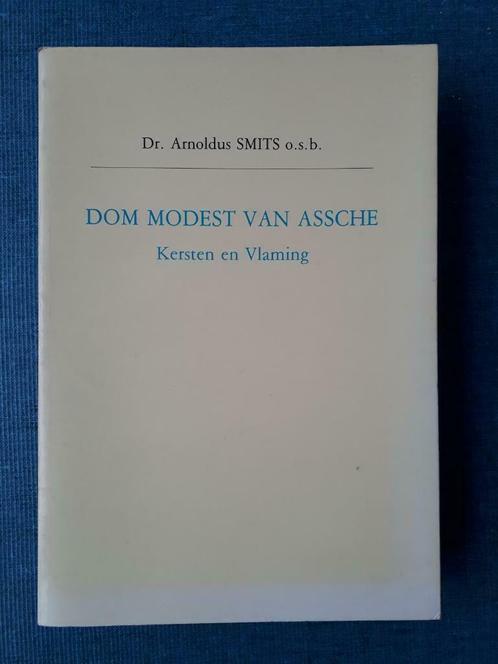 Dr. Arnoldus SMITS o.s.b.
DOM MODEST VAN ASSCHE
Kersten en Vlaming